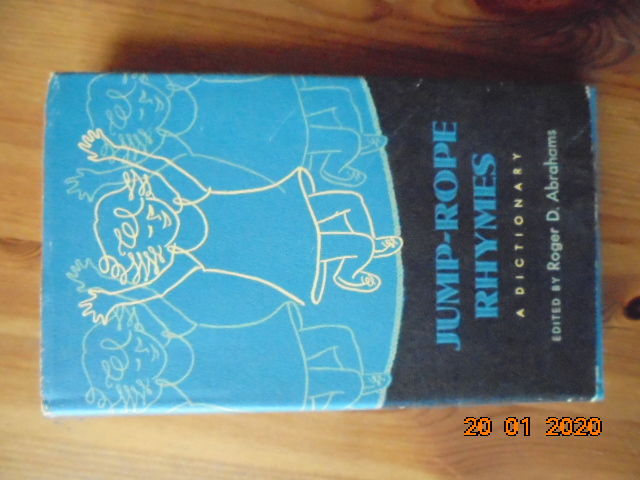 JUMP-ROPE
RHYMES
A DICTIONARY
EDITED BY Roger D. Abrahams
20 01 2020